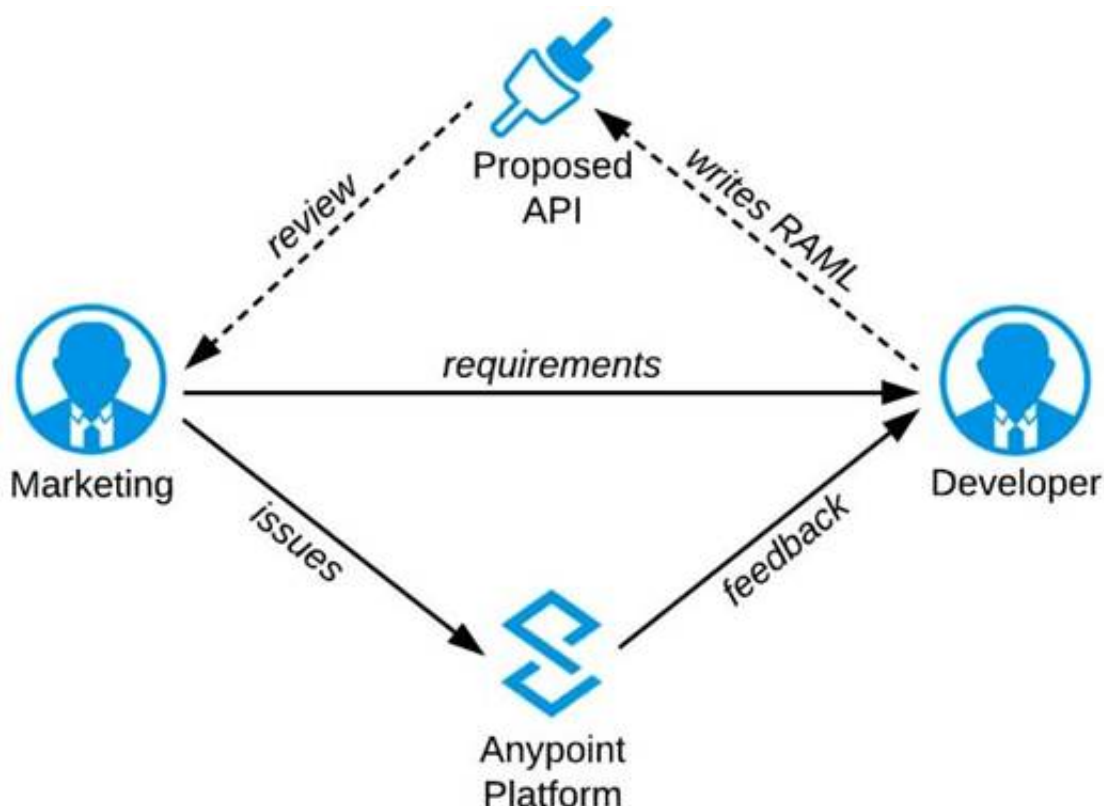 Proposed
API
review
writes RAML
requirements
Marketing
Developer
issues
feedback
Anypoint
Platform